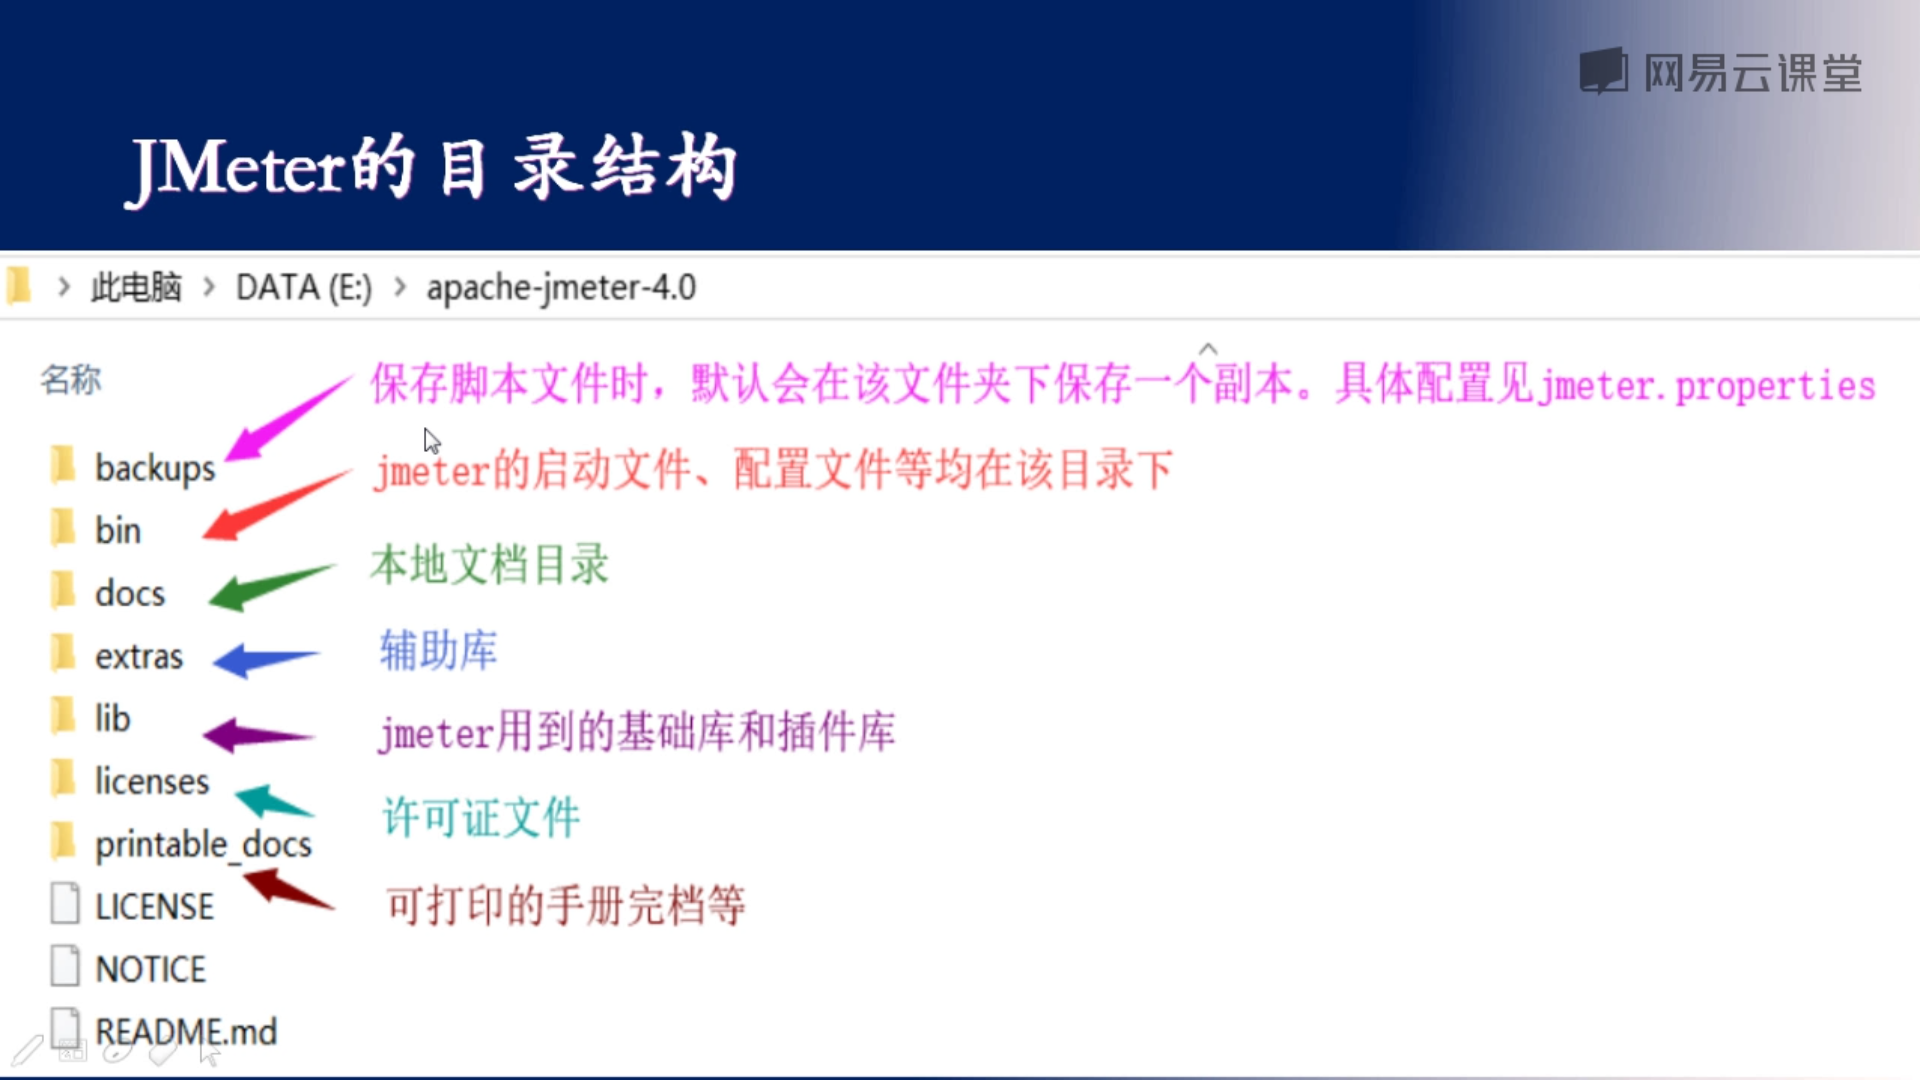 网易云课堂
JMeter的目录结构
此电脑 > DATA (E:) > apache-jmeter-4.0
名称
保存脚本文件时，默认会在该文件夹下保存一个副本。具体配置见jmeter.properties
backups
jmeter的启动文件、配置文件等均在该目录下
bin
本地文档目录
docs
辅助库
extras
jmeter用到的基础库和插件库
lib
licenses
许可证文件
printable_docs
可打印的手册完档等
LICENSE
NOTICE
README.md